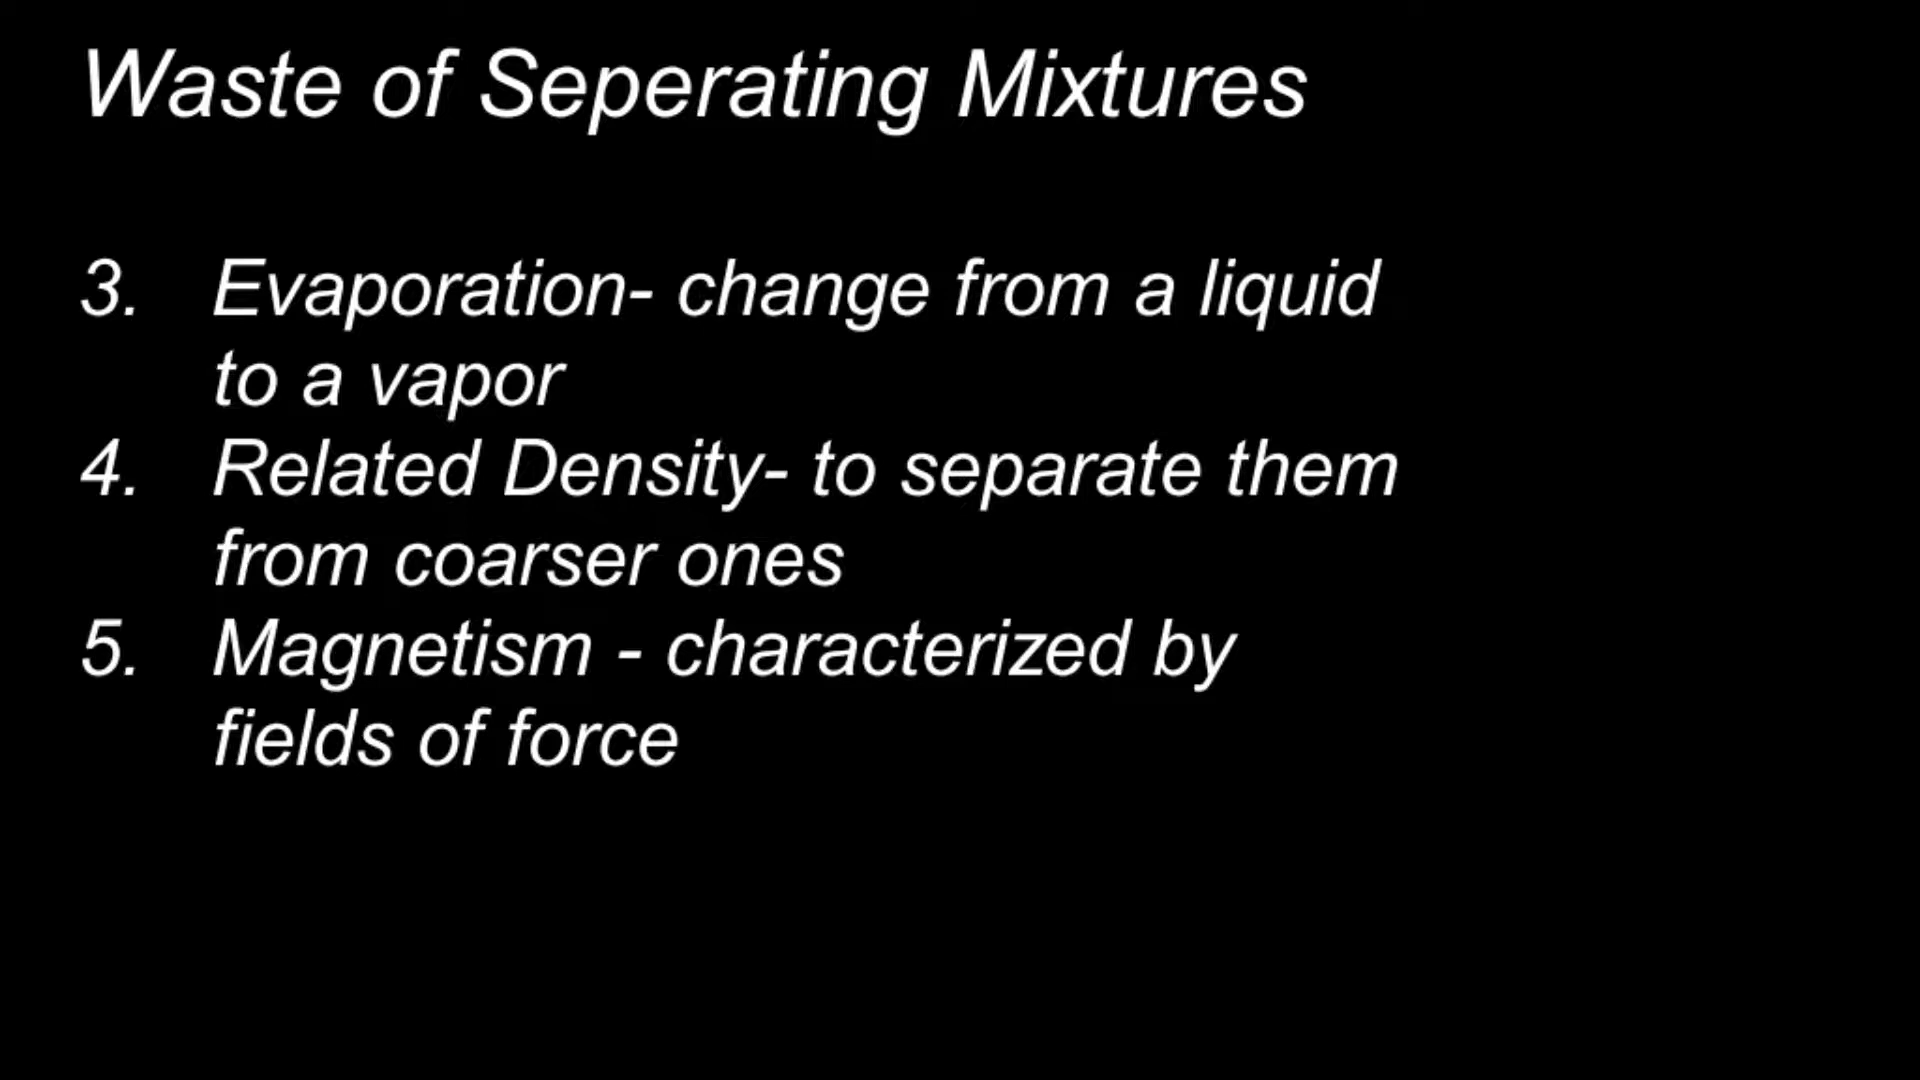 Waste of Seperating Mixtures
3. Evaporation- change from a liquid
to a vapor
4. Related Density- to separate them
from coarser ones
5. Magnetism - characterized by
fields of force